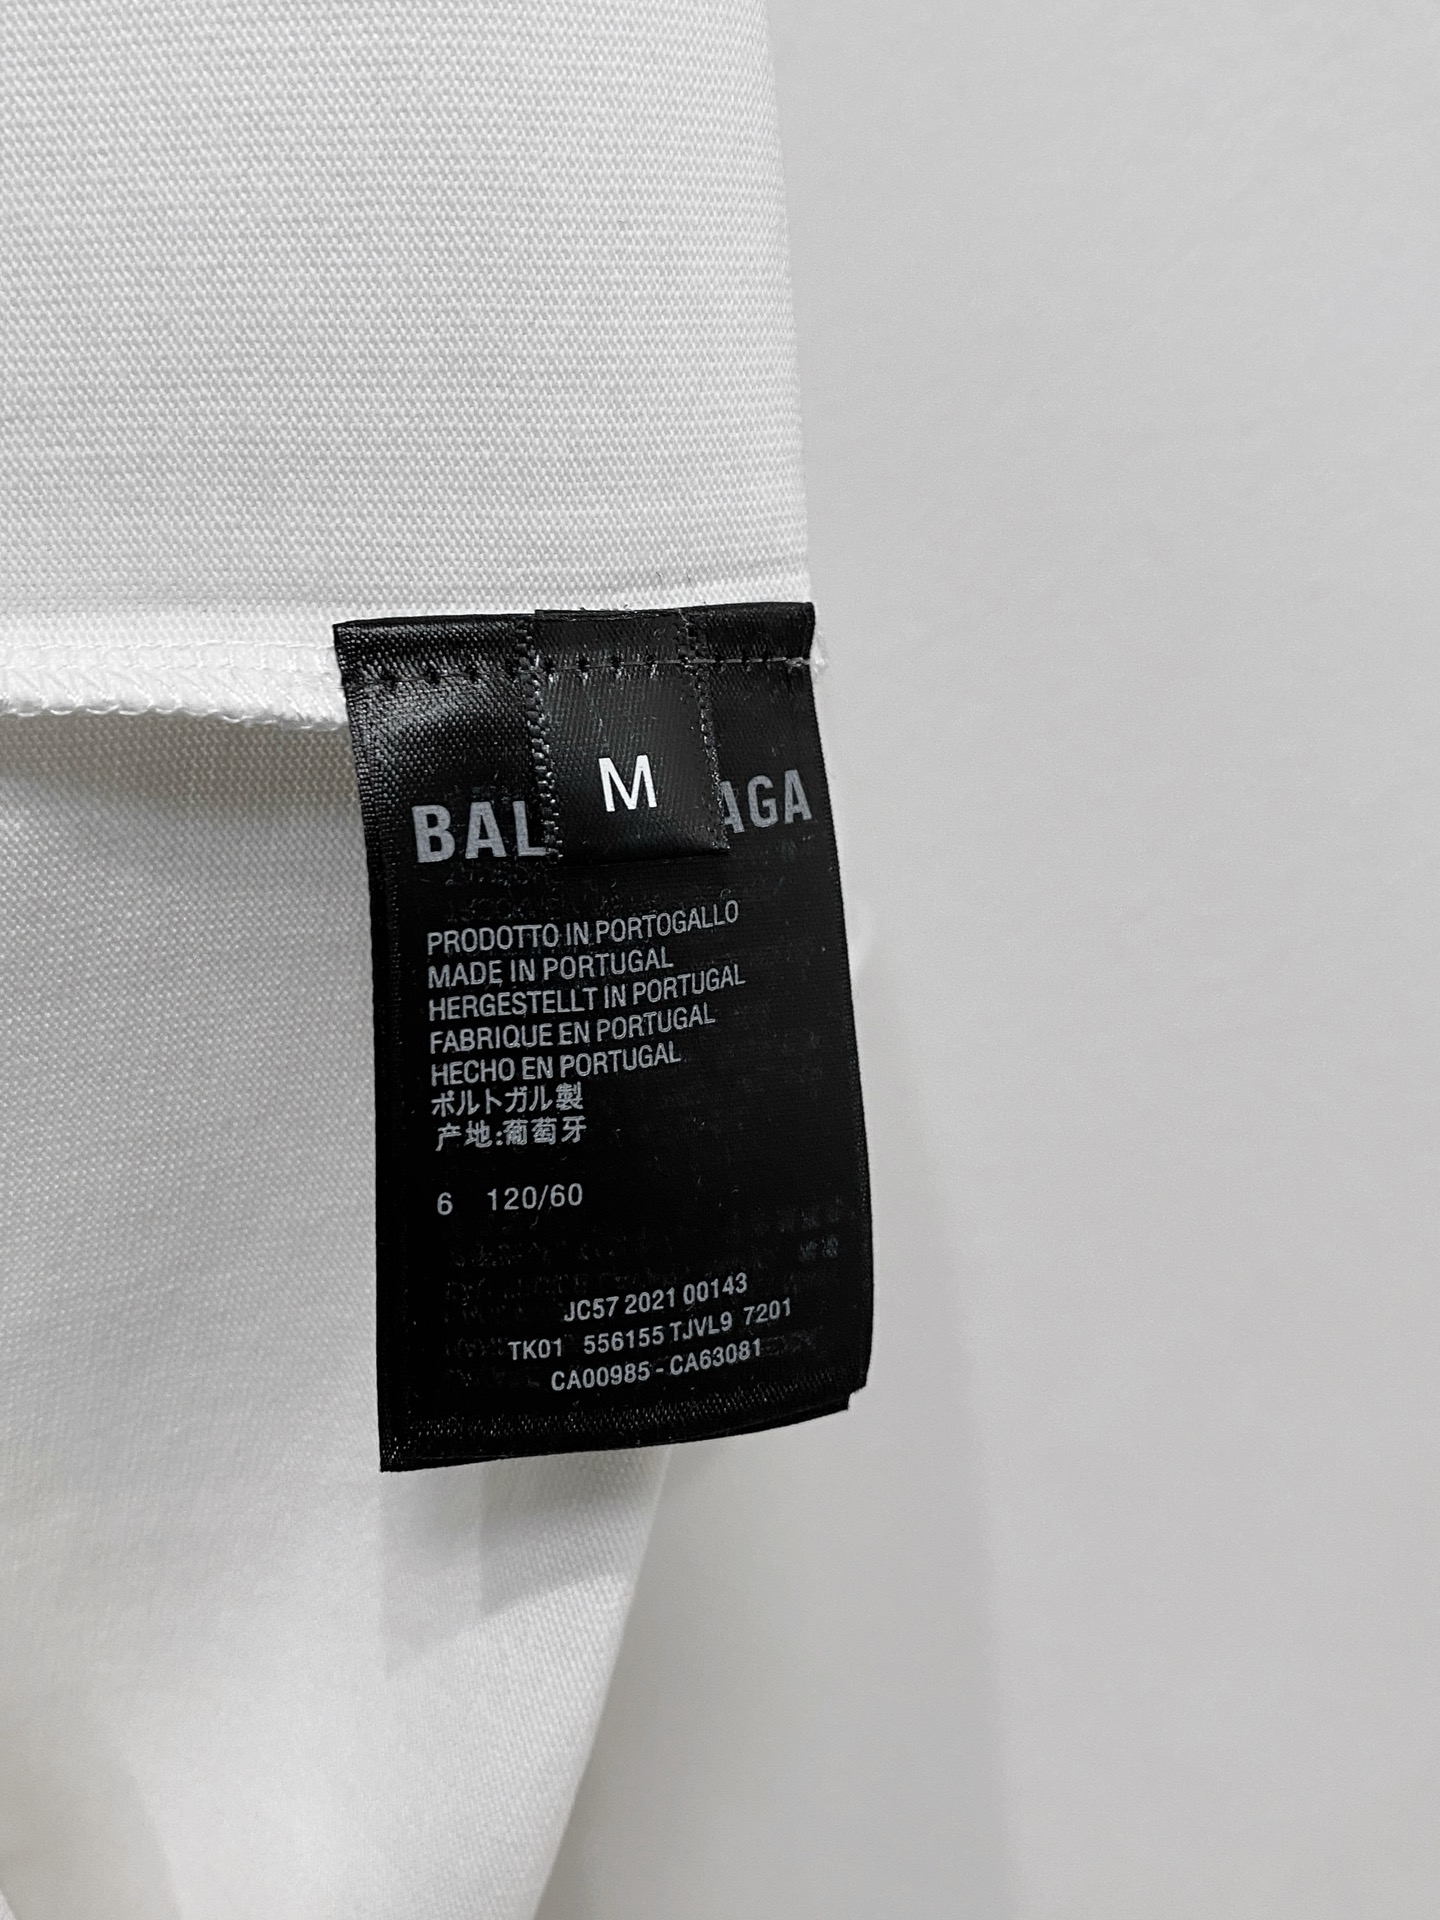 M
BAL AGA
PRODOTTO IN PORTOGALLO
MADE IN PORTUGAL
HERGESTELLT IN PORTUGAL
FABRIQUE EN PORTUGAL
HECHO EN PORTUGAL
ポルトガル製
产地:葡萄牙
6 120/60
JC57 2021 00143
TK01 556155 TJVL9 7201
CA00985 - CA63081